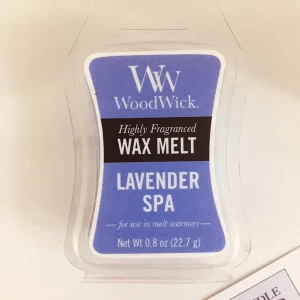 WW
WoodWick.
Highly Fragranced
WAX MELT
LAVENDER
SPA
for use in melt warmers
Net Wt 0.8 oz (22.7 g)